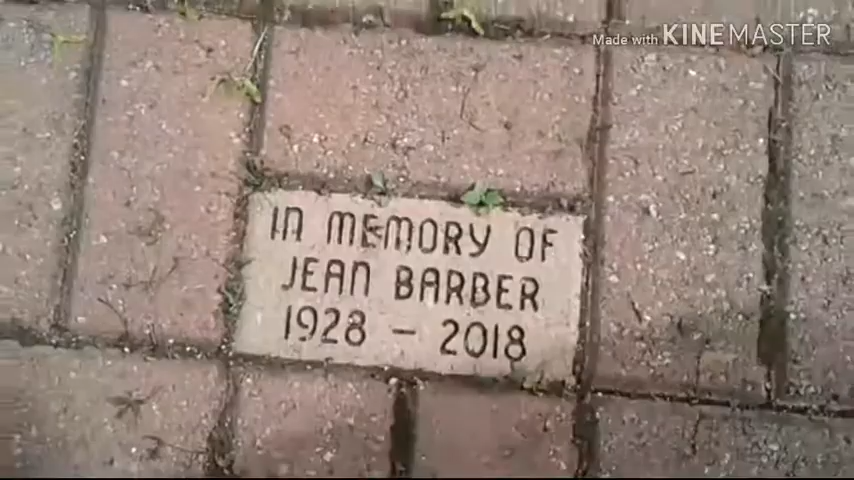 Made with KINEMASTER
IN MEMORY OF
JEAN BARBER
1928 - 2018